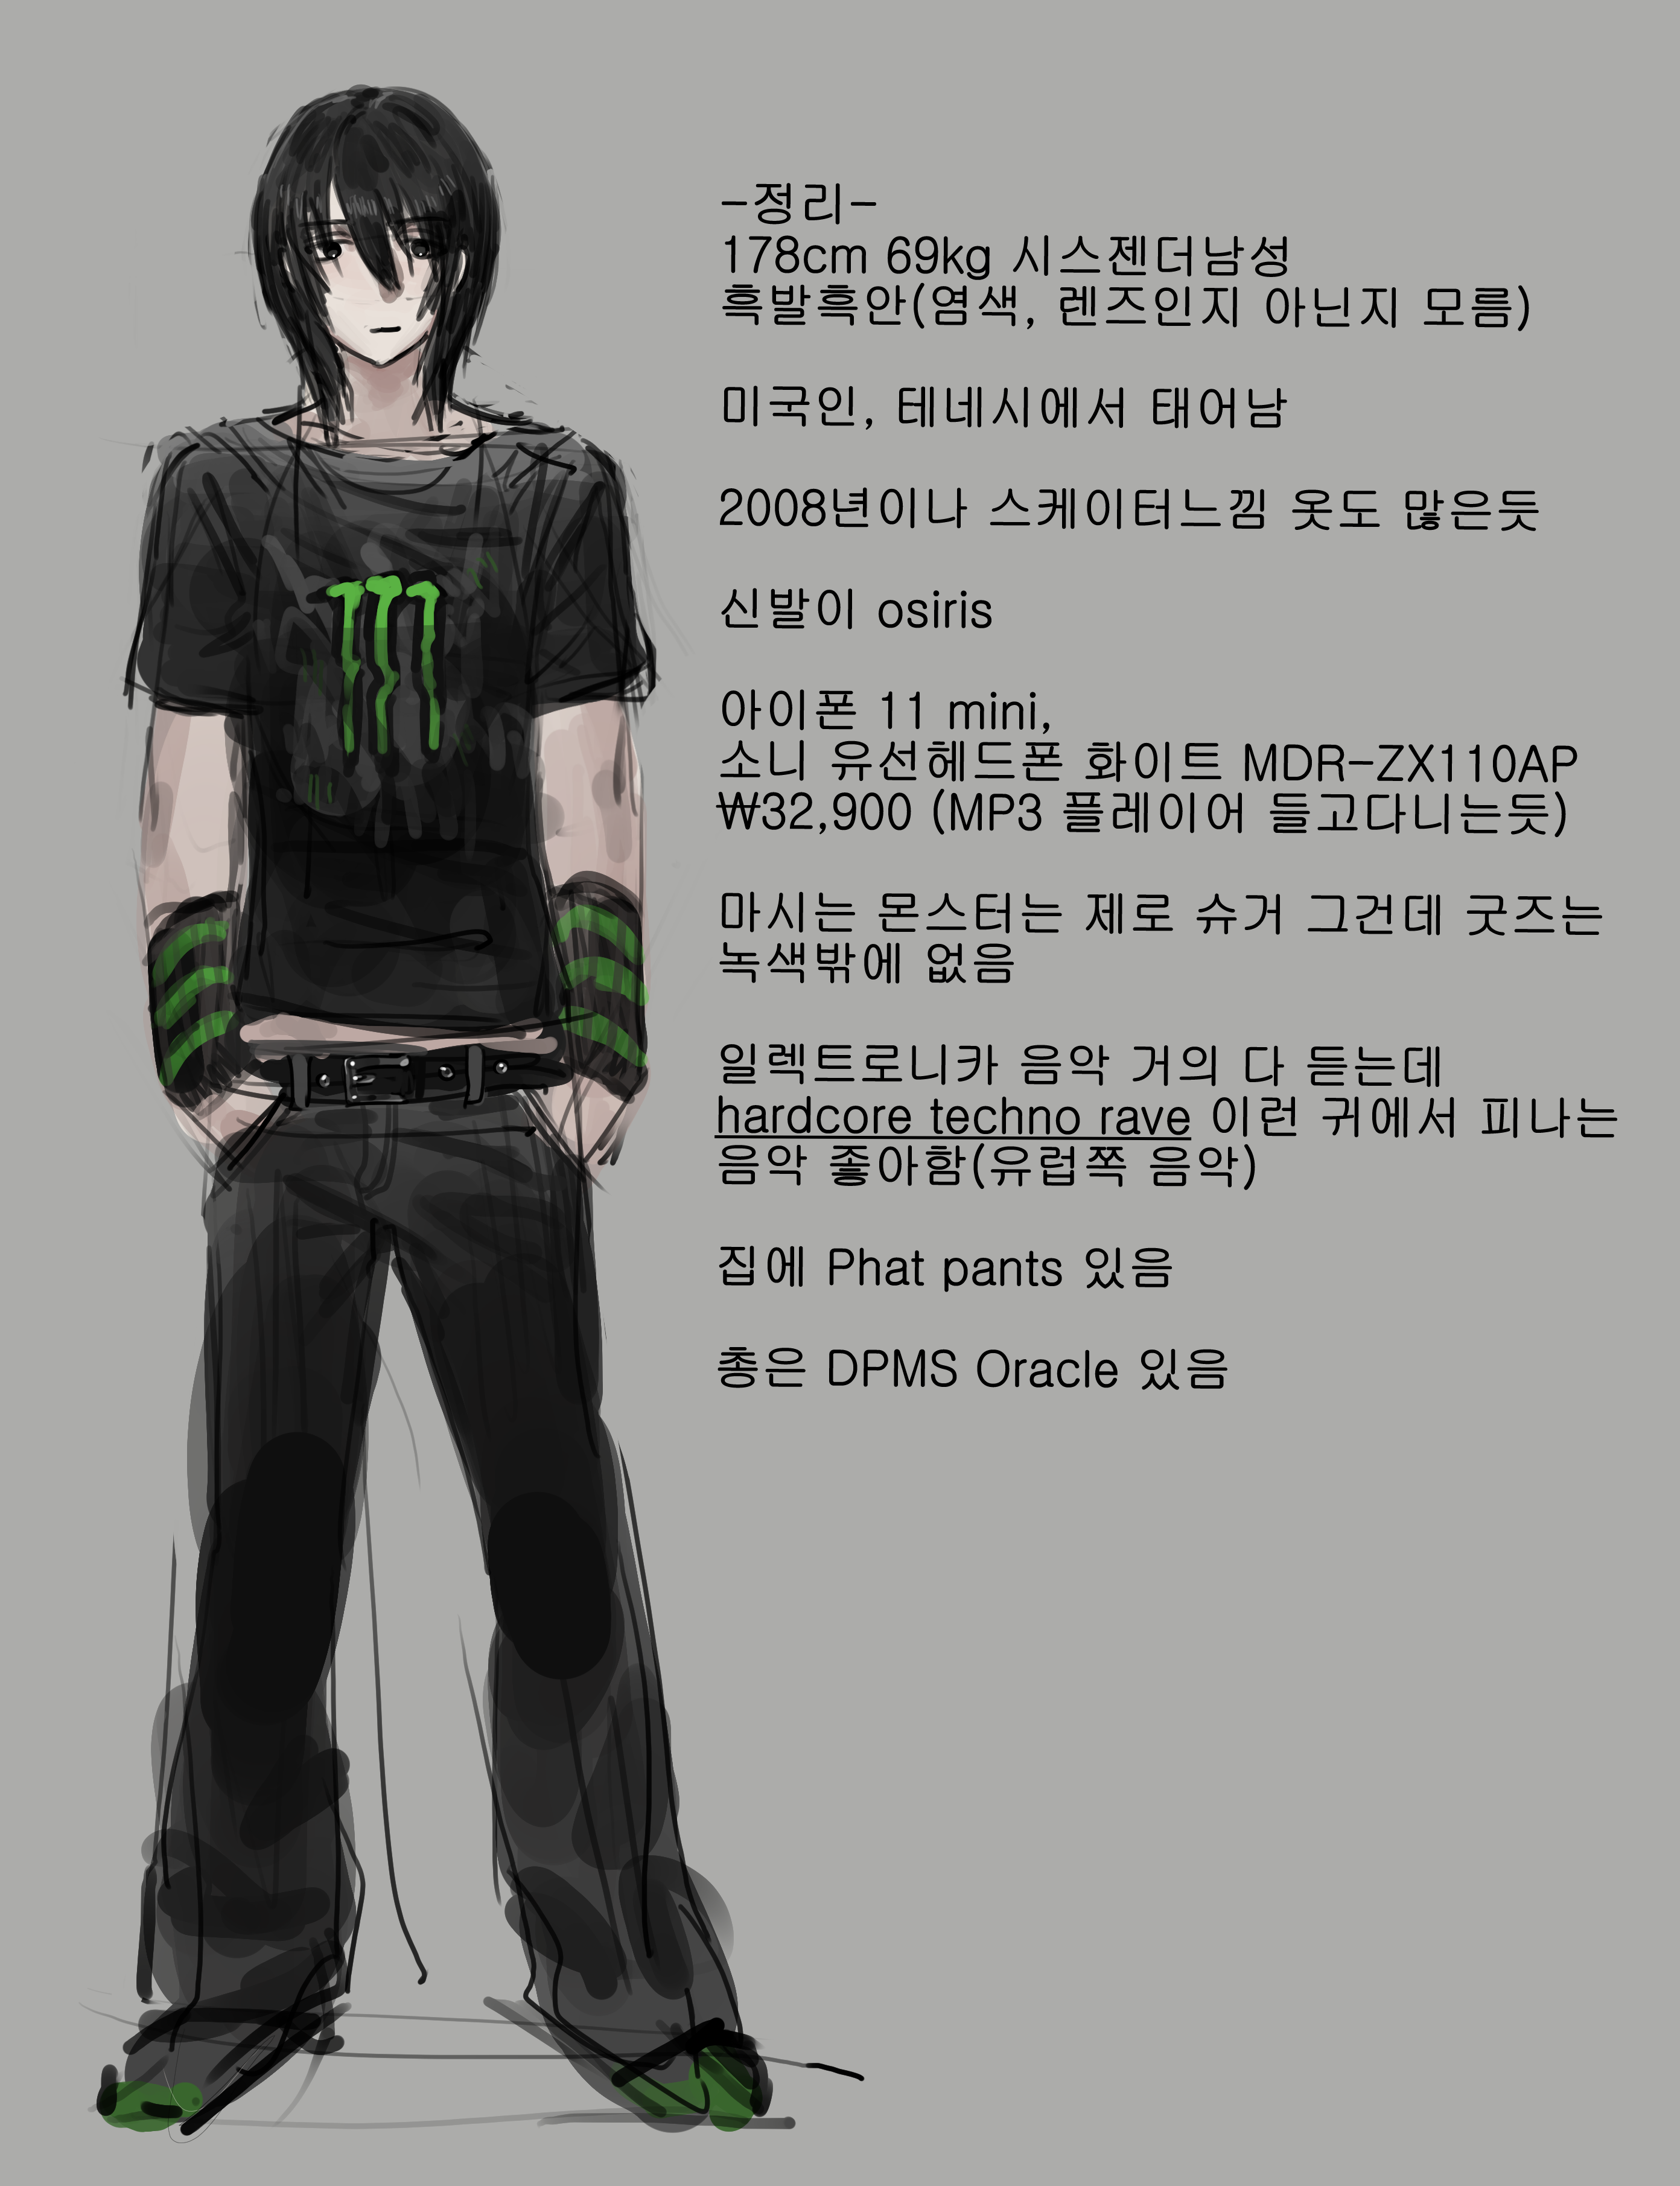 -정리-
178cm 69kg 시스젠더남성
흑발흑안(염색, 렌즈인지 아닌지 모름)
미국인, 테네시에서 태어남
2008년이나 스케이터느낌 옷도 많은듯
신발이 osiris
아이폰 11 mini,
소니 유선헤드폰 화이트 MDR-ZX110AP
₩32,900 (MP3 플레이어 들고다니는듯)
마시는 몬스터는 제로 슈거 그건데 굿즈는
녹색밖에 없음
일렉트로니카 음악 거의 다 듣는데
hardcore techno rave 이런 귀에서 피나는
음악 좋아함(유럽쪽 음악)
집에 Phat pants 있음
총은 DPMS Oracle 있음